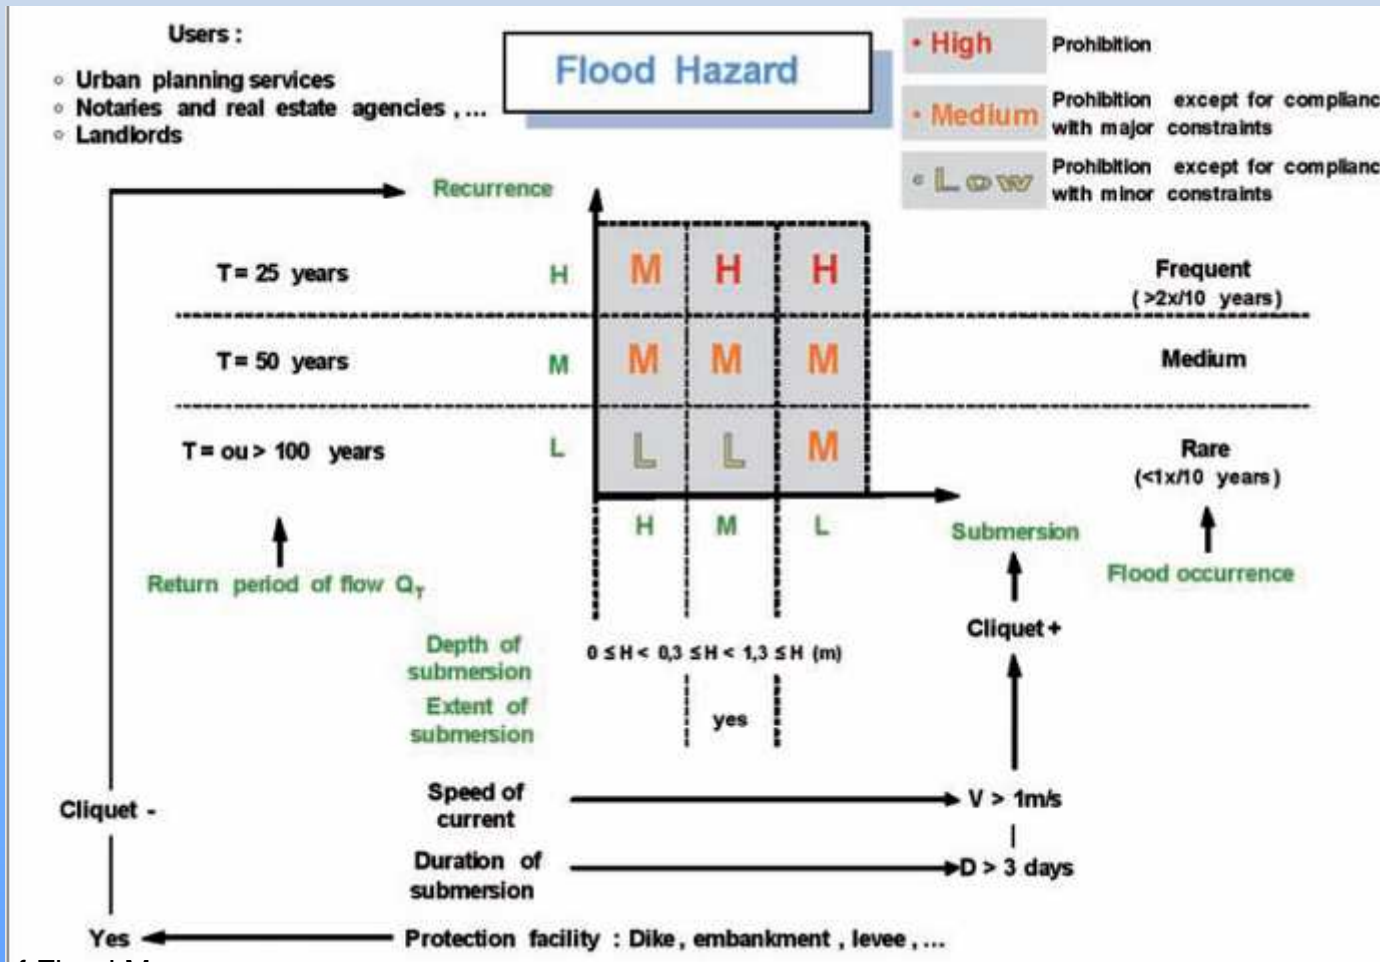 Users :
Urban planning services
Notaries and real estate agencies , ...
Landlords
Flood Hazard
• High Prohibition
• Medium Prohibition except for complianc
with major constraints
Low Prohibition except for complianc
with minor constraints
Recurrence
T= 25 years H M H H Frequent
( >2x/10 years)
T= 50 years M M M M Medium
T= ou > 100 years L L L M Rare
(<1x/10 years)
H M L
Submersion
Return period of flow QT
Flood occurrence
Cliquet +
Depth of
submersion
0 ≤ H < 0,3 ≤ H < 1,3 ≤ H (m)
Extent of
submersion
yes
Speed of
current
V > 1m/s
Cliquet -
Duration of
submersion
D > 3 days
Yes
Protection facility : Dike , embankment , levee , ...